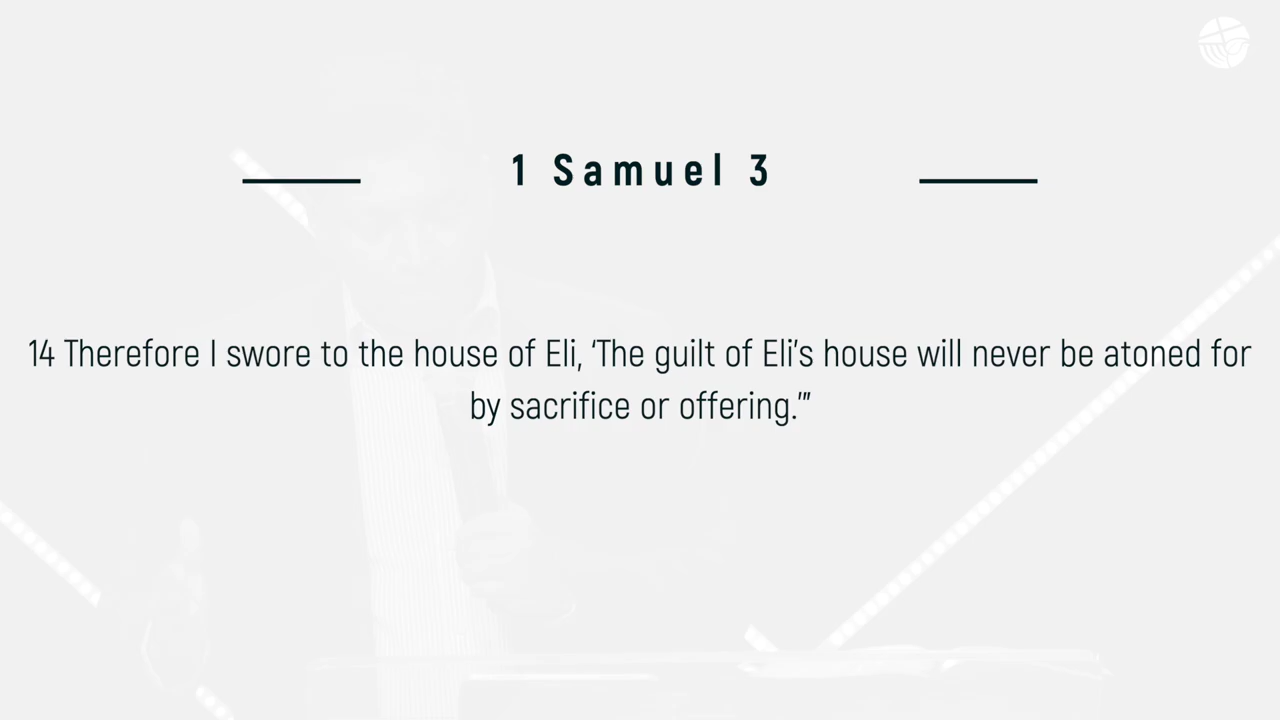 1 Samuel 3
14 Therefore I swore to the house of Eli, ‘The guilt of Eli’s house will never be atoned for
by sacrifice or offering.’”